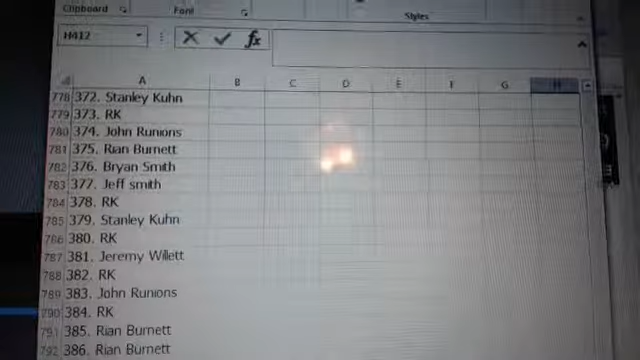 Clipboard
Font
Styles
H412
fx
A B C D E F G H
778 372. Stanley Kuhn
779 373. RK
780 374. John Runions
781 375. Rian Burnett
782 376. Bryan Smith
783 377. Jeff smith
784 378. RK
785 379. Stanley Kuhn
786 380. RK
787 381. Jeremy Willett
788 382. RK
789 383. John Runions
790 384. RK
791 385. Rian Burnett
792 386. Rian Burnett